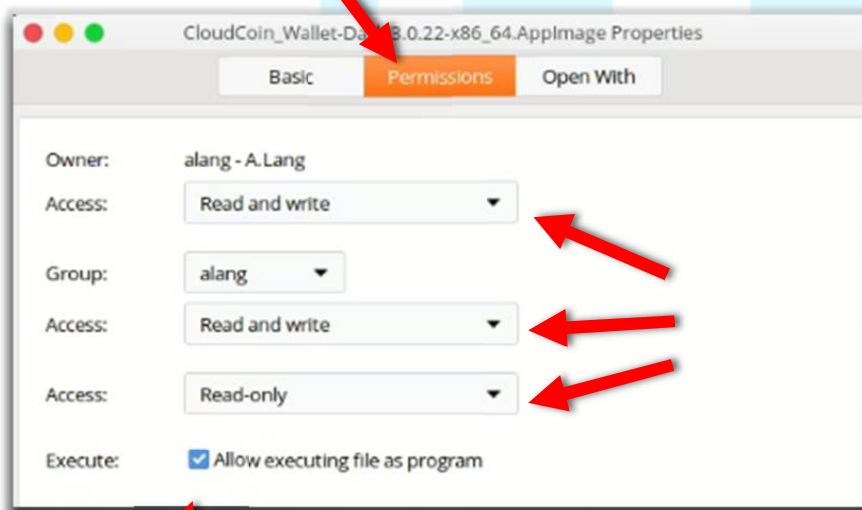 CloudCoin_Wallet-Da 3.0.22-x86_64.AppImage Properties
Basic Permissions Open With
Owner: alang - A.Lang
Access: Read and write
Group: alang
Access: Read and write
Access: Read-only
Execute: Allow executing file as program